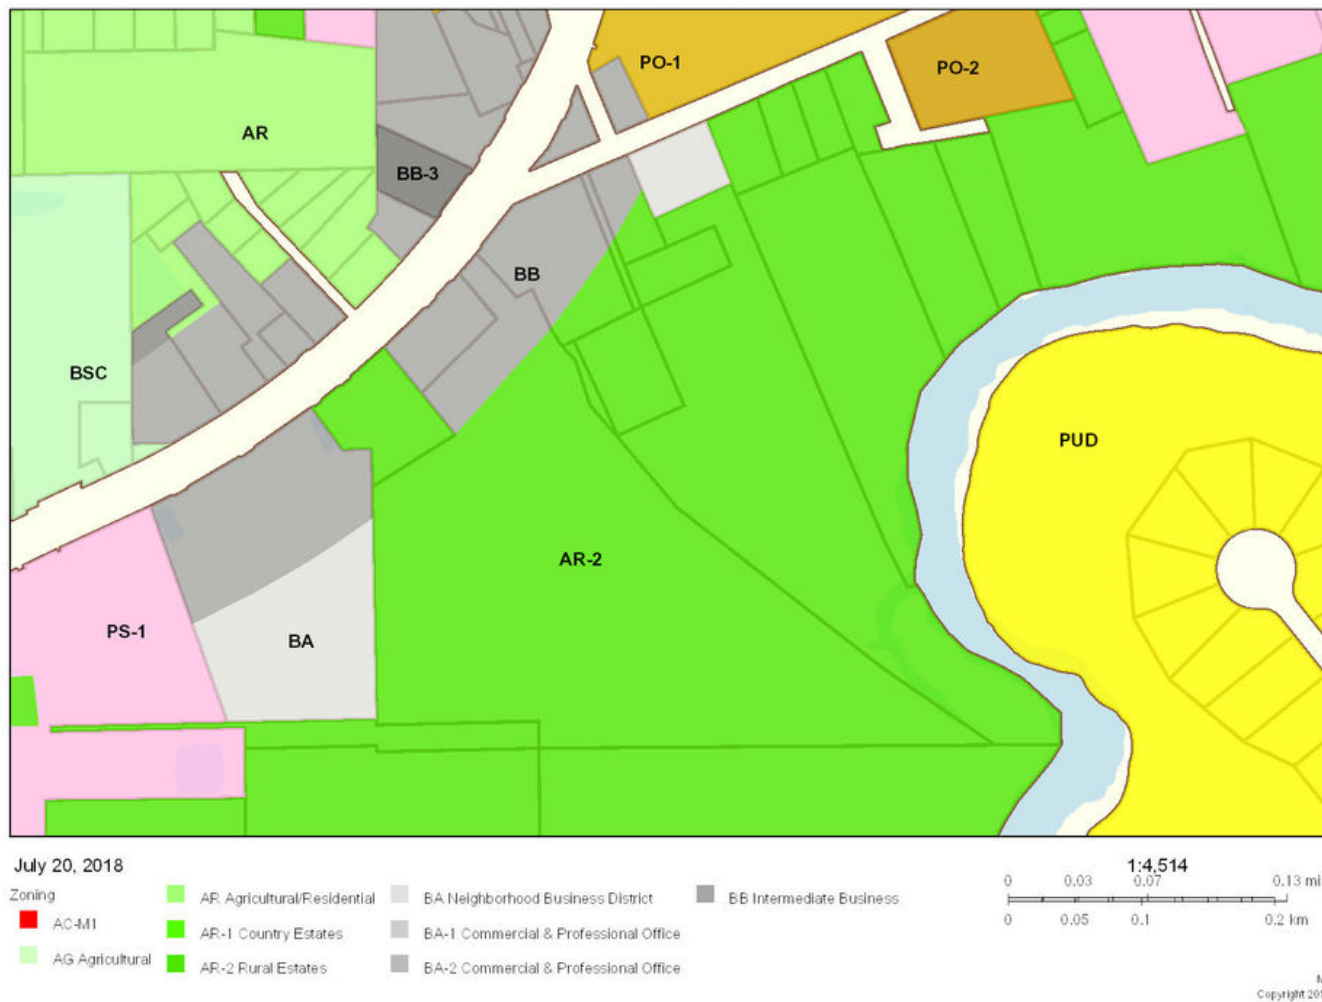 PO-1
PO-2
AR
BB-3
BB
BSC
PUD
AR-2
PS-1
BA
July 20, 2018
1:4,514
Zoning
AC-M1
AG Agricultural
AR Agricultural/Residential
AR-1 Country Estates
AR-2 Rural Estates
BA Neighborhood Business District
BA-1 Commercial & Professional Office
BA-2 Commercial & Professional Office
BB Intermediate Business
0 0.03 0.07 0.13 mi
0 0.05 0.1 0.2 km
Copyright 201